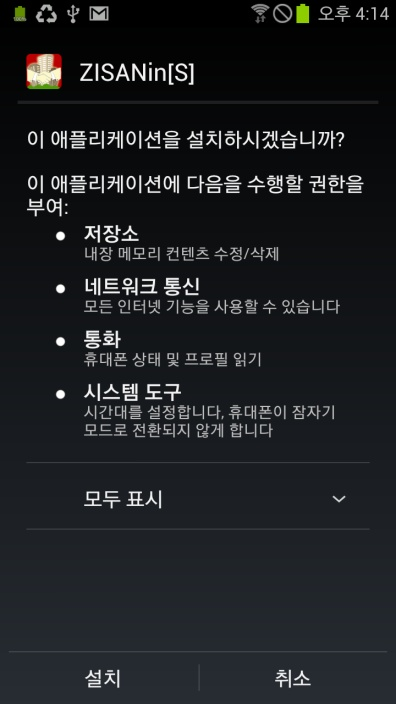 오후 4:14
ZISANin[S]
이 애플리케이션을 설치하시겠습니까?
이 애플리케이션에 다음을 수행할 권한을
부여:
저장소
내장 메모리 컨텐츠 수정/삭제
네트워크 통신
모든 인터넷 기능을 사용할 수 있습니다
통화
휴대폰 상태 및 프로필 읽기
시스템 도구
시간대를 설정합니다, 휴대폰이 잠자기
모드로 전환되지 않게 합니다
모두 표시
설치
취소